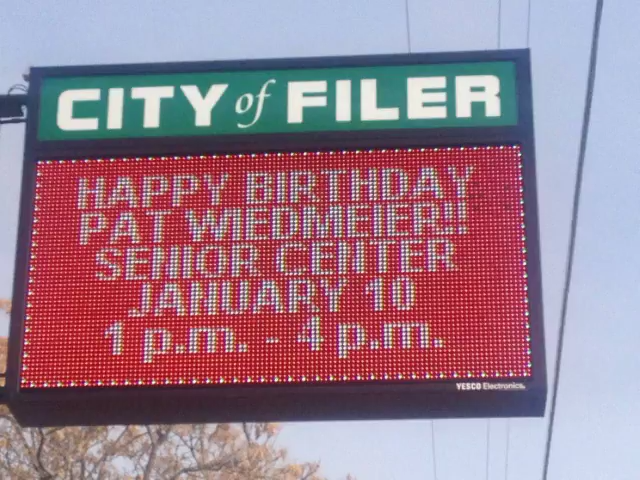 CITY of FILER
HAPPY BIRTHDAY
PAT WIEDMEIER!!
SENIOR CENTER
JANUARY 10
1 p.m. - 4 p.m.
YESCO Electronics.